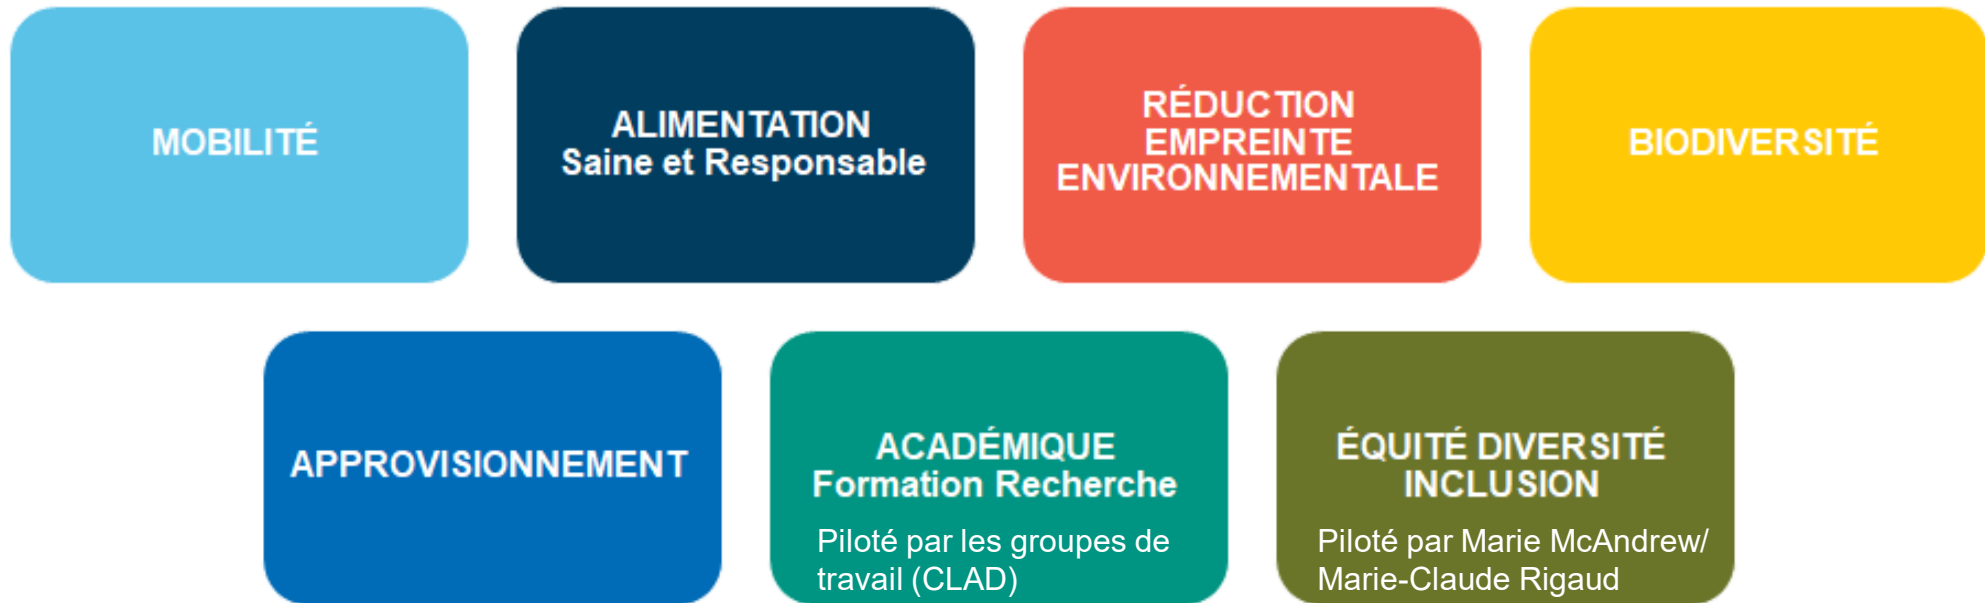 MOBILITÉ
ALIMENTATION
Saine et Responsable
RÉDUCTION
EMPREINTE
ENVIRONNEMENTALE
BIODIVERSITÉ
APPROVISIONNEMENT
ACADÉMIQUE
Formation Recherche
Piloté par les groupes de
travail (CLAD)
ÉQUITÉ DIVERSITÉ
INCLUSION
Piloté par Marie McAndrew/
Marie-Claude Rigaud